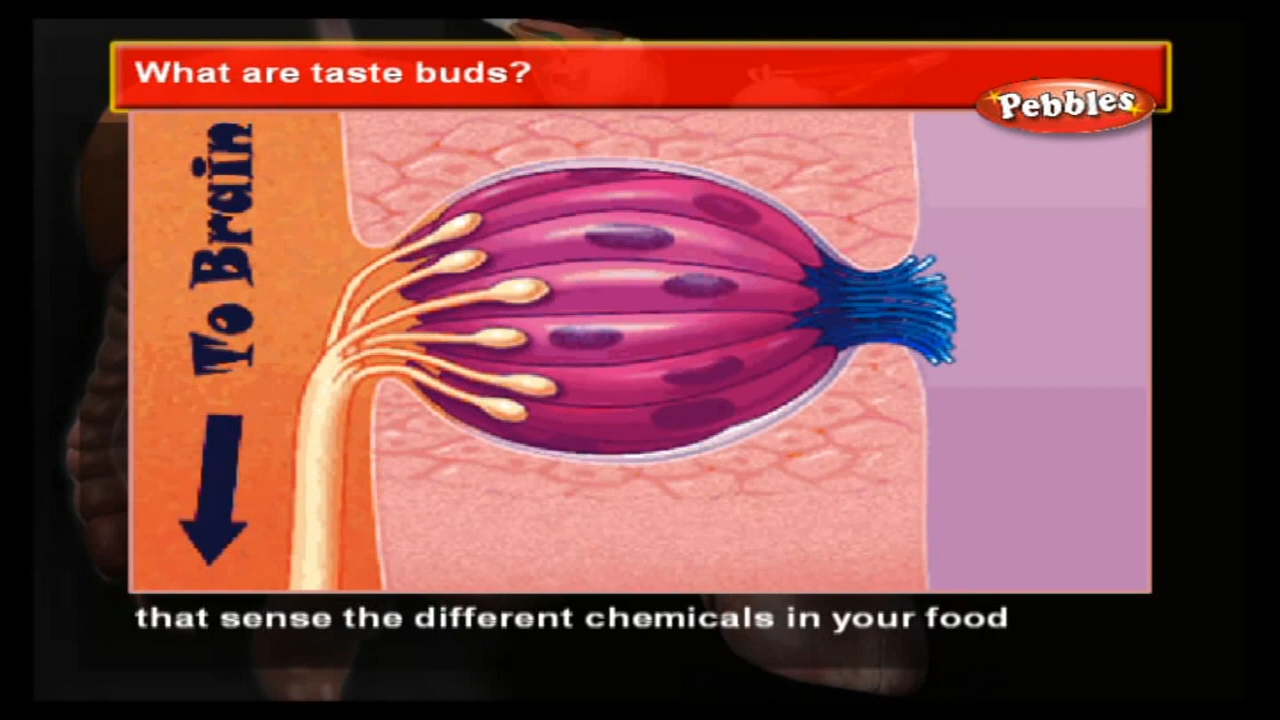 What are taste buds?
Pebbles
To Brain
that sense the different chemicals in your food